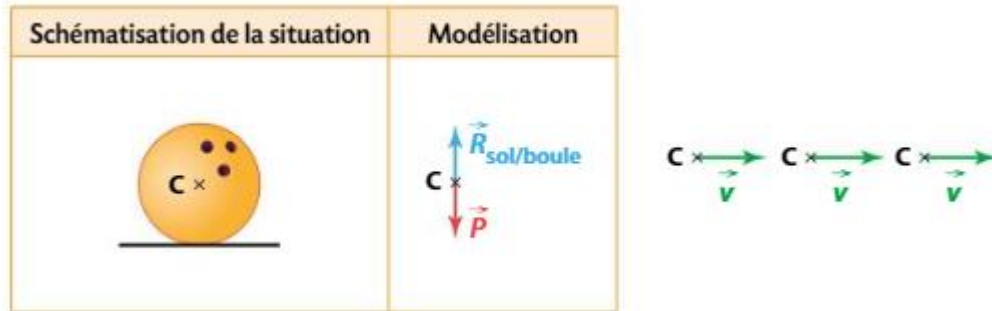 Schématisation de la situation
Modélisation
C
R sol/boule
C
P
C
v
C
v
C
v